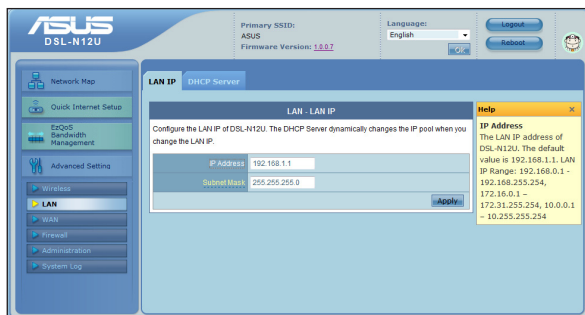 ASUS
DSL-N12U
Primary SSID:
ASUS
Firmware Version: 1.0.0.7
Language:
English
OK
Logout
Reboot
Network Map
Quick Internet Setup
EzQoS
Bandwidth
Management
Advanced Setting
Wireless
LAN
WAN
Firewall
Administration
System Log
LAN IP
DHCP Server
LAN - LAN IP
Configure the LAN IP of DSL-N12U. The DHCP Server dynamically changes the IP pool when you
change the LAN IP.
IP Address 192.168.1.1
Subnet Mask 255.255.255.0
Apply
Help ×
IP Address
The LAN IP address of
DSL-N12U. The default
value is 192.168.1.1. LAN
IP Range: 192.168.0.1 -
192.168.255.254,
172.16.0.1 –
172.31.255.254, 10.0.0.1
– 10.255.255.254